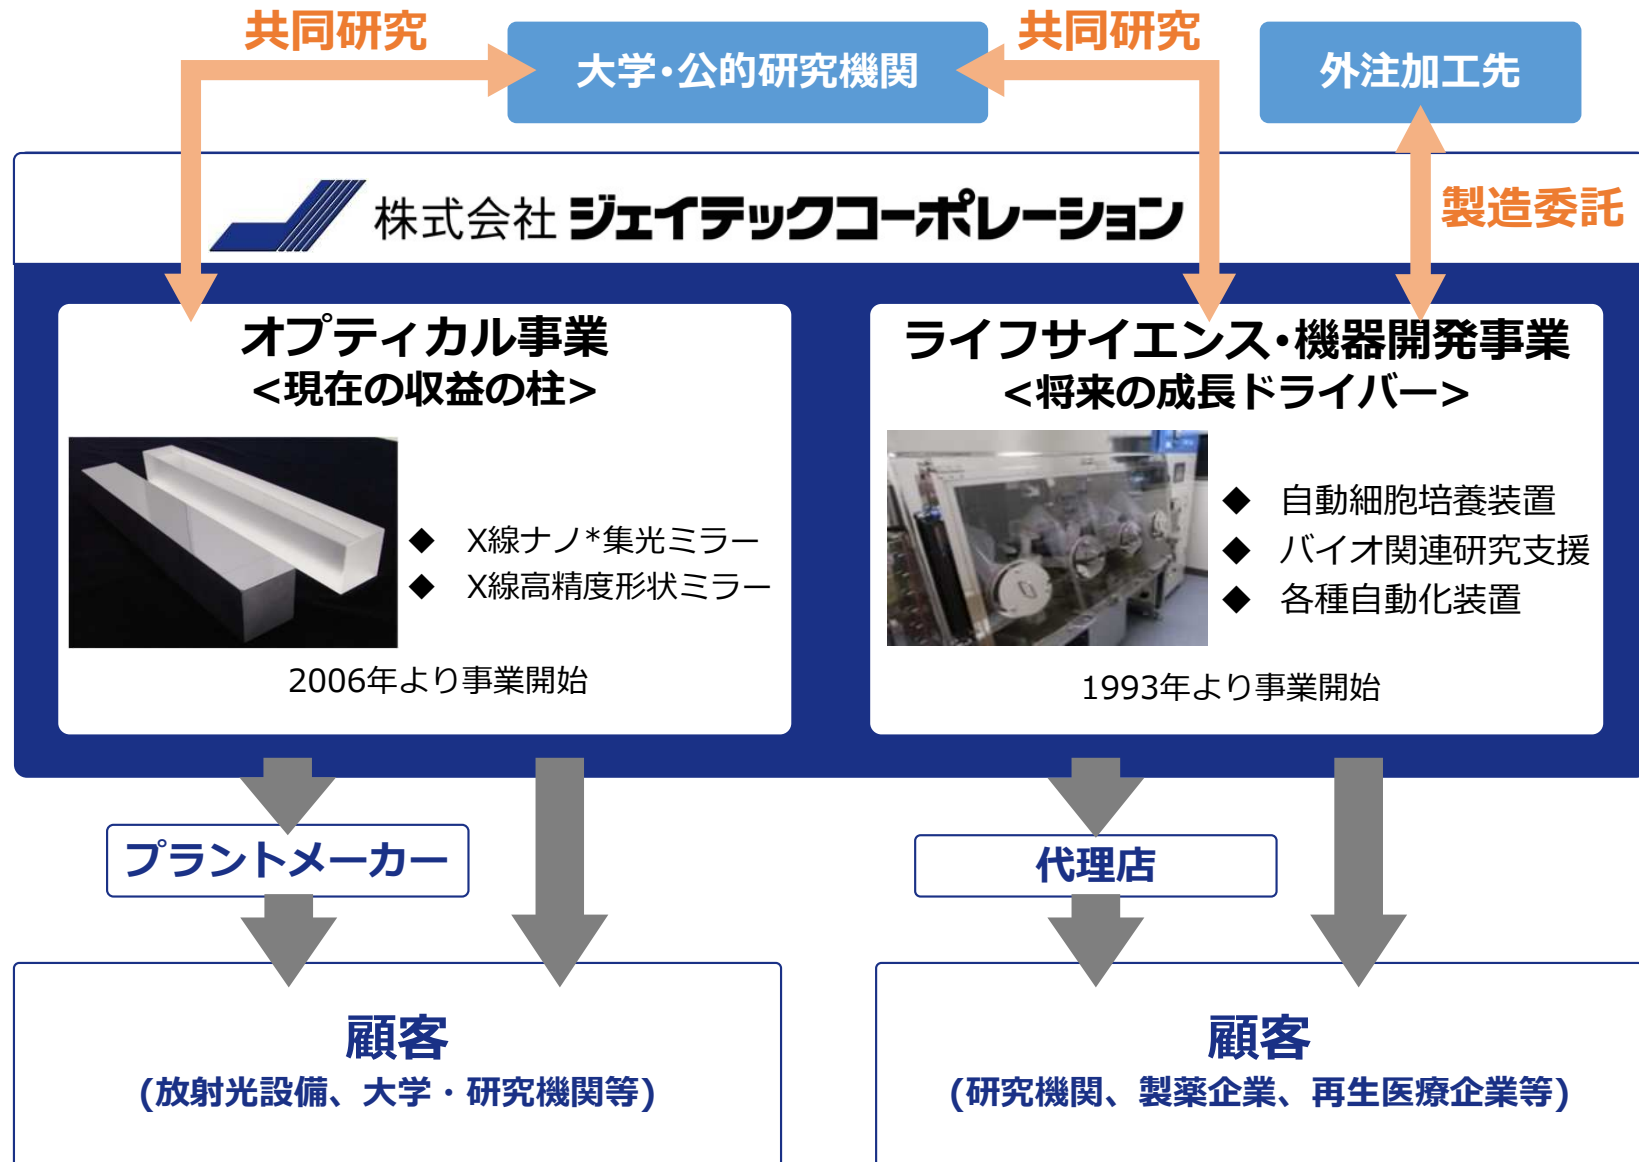 共同研究
共同研究
大学・公的研究機関
外注加工先
株式会社 ジェイテックコーポレーション
製造委託
オプティカル事業
<現在の収益の柱>
◆ X線ナノ*集光ミラー
◆ X線高精度形状ミラー
2006年より事業開始
ライフサイエンス・機器開発事業
<将来の成長ドライバー>
◆ 自動細胞培養装置
◆ バイオ関連研究支援
◆ 各種自動化装置
1993年より事業開始
プラントメーカー
代理店
顧客
(放射光設備、大学・研究機関等)
顧客
(研究機関、製薬企業、再生医療企業等)